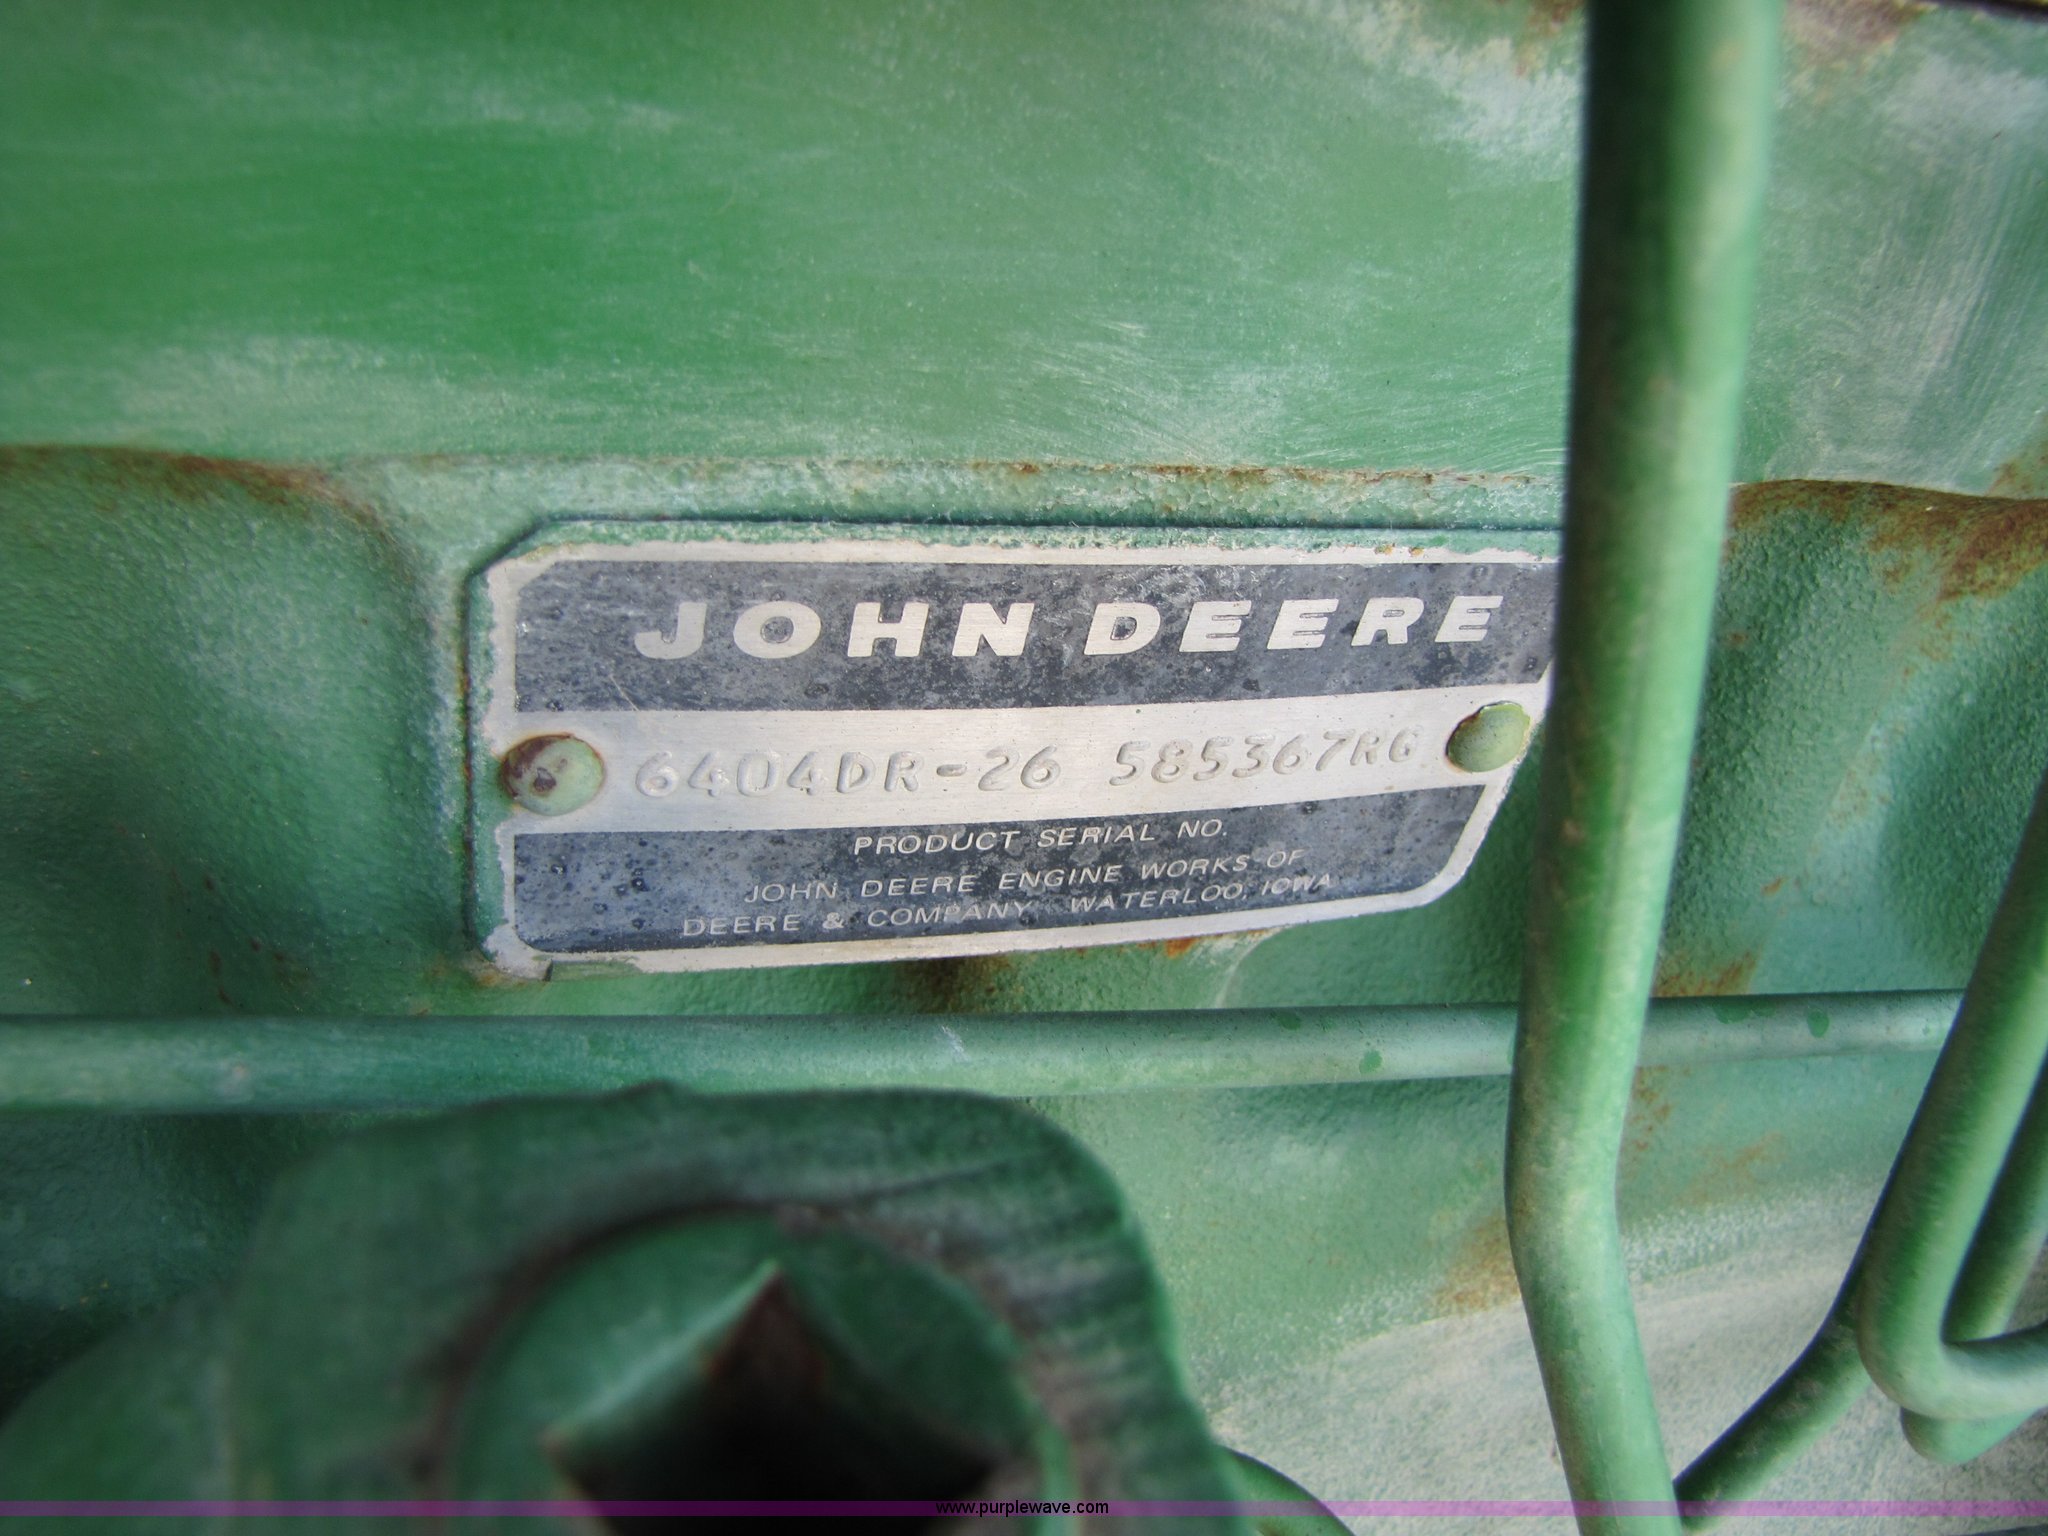 JOHN DEERE
6404DR-26 585367RG
PRODUCT SERIAL NO.
JOHN DEERE ENGINE WORKS OF
DEERE & COMPANY WATERLOO, IOWA
www.purplewave.com